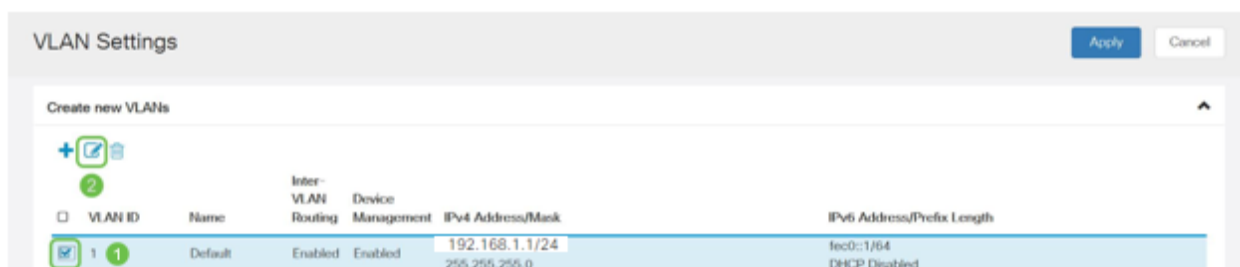 VLAN Settings
Apply
Cancel
Create new VLANs
2
VLAN ID Name Inter-VLAN Routing Device Management IPv4 Address/Mask IPv6 Address/Prefix Length
1 1 Default Enabled Enabled 192.168.1.1/24 fec0::1/64
255.255.255.0 DHCP Disabled